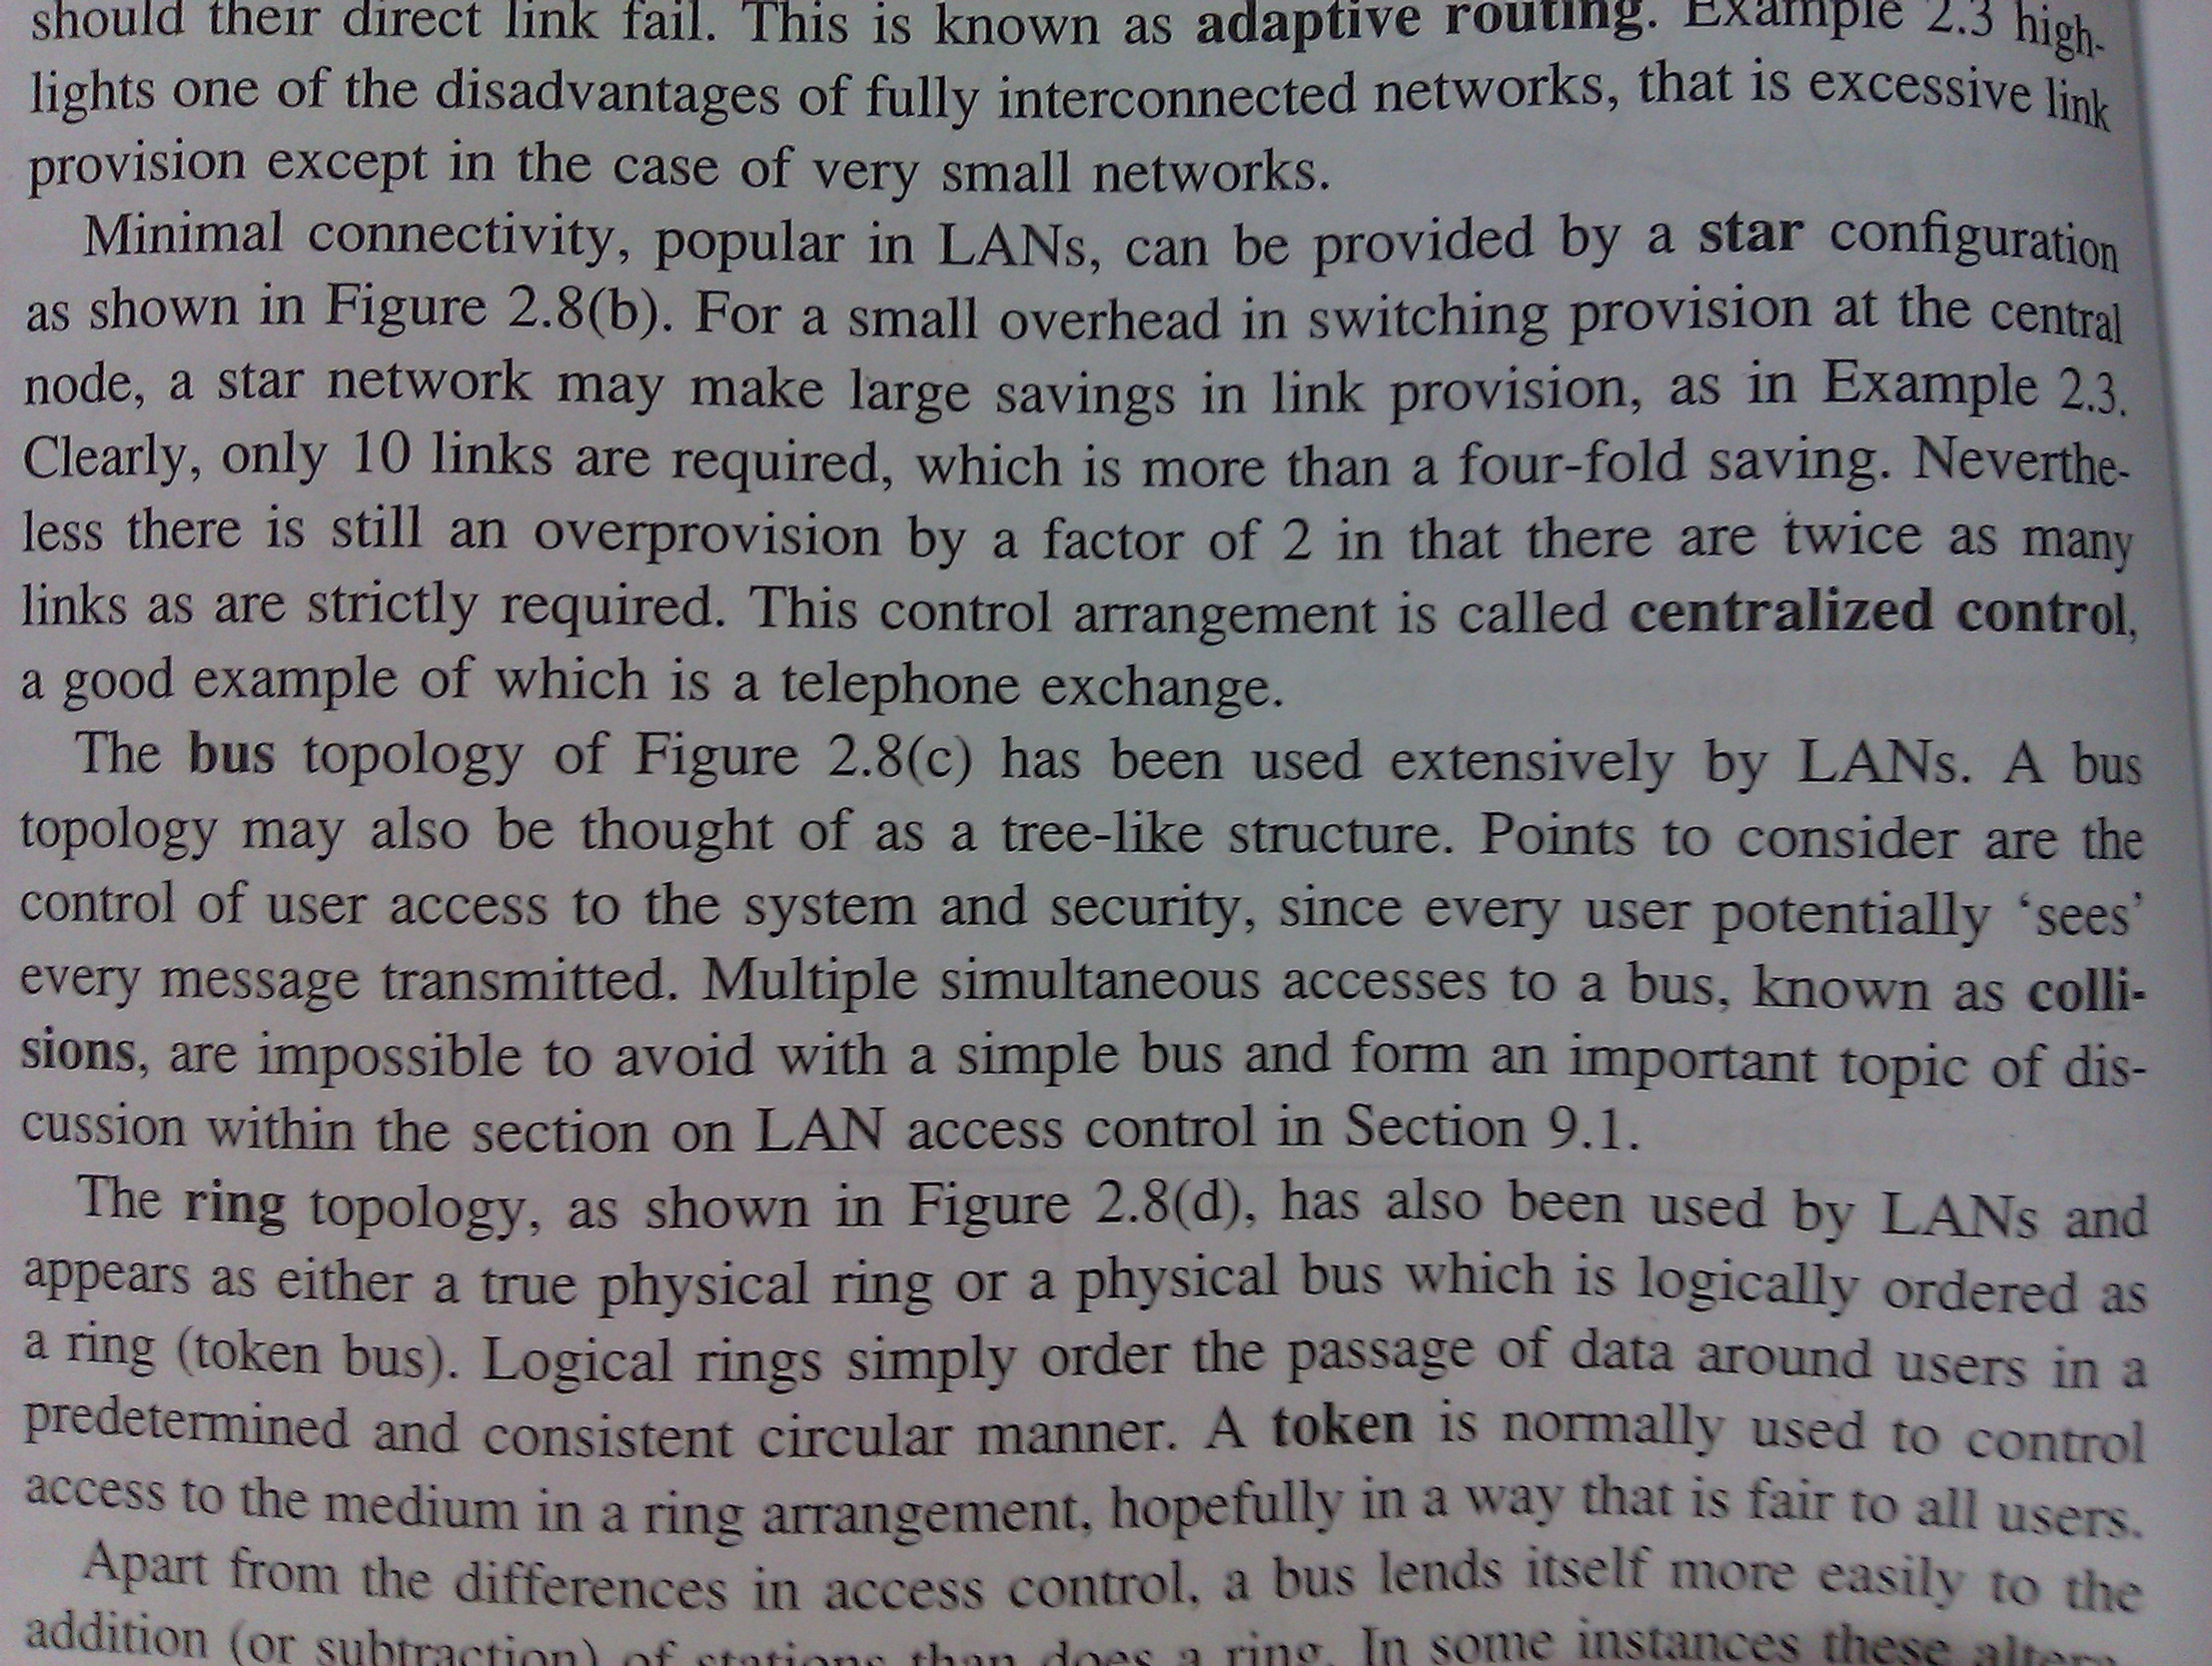 should their direct link fail. This is known as adaptive routing. Example 2.3 high-
lights one of the disadvantages of fully interconnected networks, that is excessive link
provision except in the case of very small networks.
Minimal connectivity, popular in LANs, can be provided by a star configuration
as shown in Figure 2.8(b). For a small overhead in switching provision at the central
node, a star network may make large savings in link provision, as in Example 2.3.
Clearly, only 10 links are required, which is more than a four-fold saving. Neverthe-
less there is still an overprovision by a factor of 2 in that there are twice as many
links as are strictly required. This control arrangement is called centralized control,
a good example of which is a telephone exchange.
The bus topology of Figure 2.8(c) has been used extensively by LANs. A bus
topology may also be thought of as a tree-like structure. Points to consider are the
control of user access to the system and security, since every user potentially ‘sees’
every message transmitted. Multiple simultaneous accesses to a bus, known as colli-
sions, are impossible to avoid with a simple bus and form an important topic of dis-
cussion within the section on LAN access control in Section 9.1.
The ring topology, as shown in Figure 2.8(d), has also been used by LANs and
appears as either a true physical ring or a physical bus which is logically ordered as
a ring (token bus). Logical rings simply order the passage of data around users in a
predetermined and consistent circular manner. A token is normally used to control
access to the medium in a ring arrangement, hopefully in a way that is fair to all users.
Apart from the differences in access control, a bus lends itself more easily to the
addition (or subtraction) of stations than does a ring. In some instances these